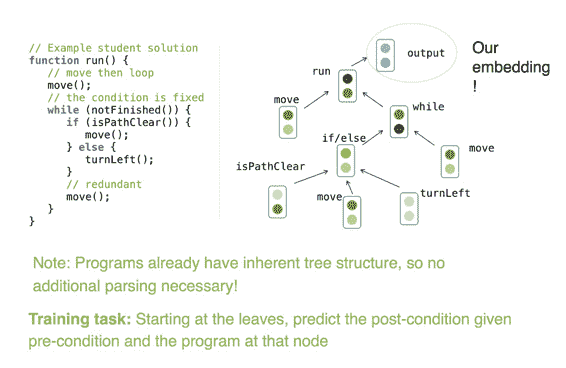 // Example student solution
function run() {
// move then loop
move();
// the condition is fixed
while (notFinished()) {
if (isPathClear()) {
move();
} else {
turnLeft();
}
// redundant
move();
}
}
output
Our
embedding
!
run
move
while
if/else
isPathClear
move
move
turnLeft
Note: Programs already have inherent tree structure, so no
additional parsing necessary!
Training task: Starting at the leaves, predict the post-condition given
pre-condition and the program at that node